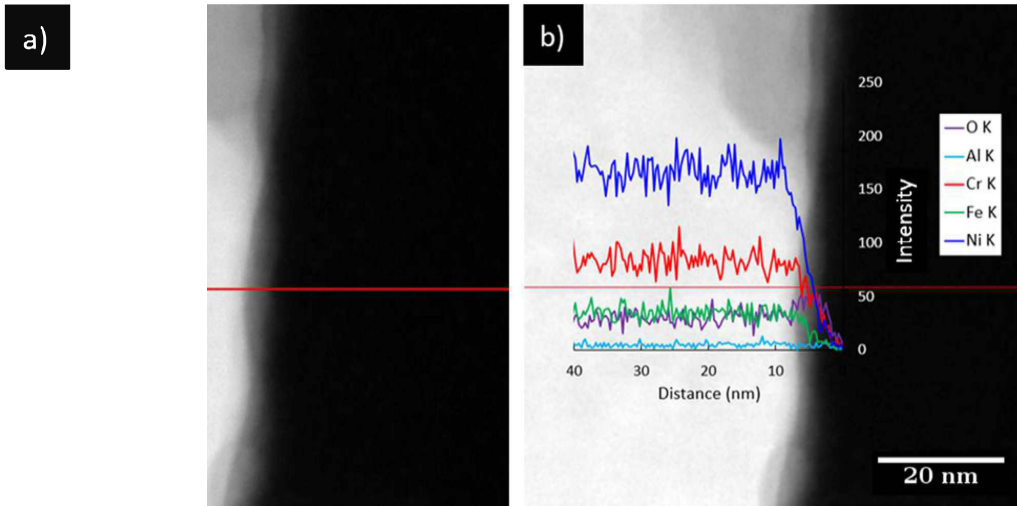 a)
b)
250
200
150
100
50
0
Intensity
O K
Al K
Cr K
Fe K
Ni K
40
30
20
10
Distance (nm)
20 nm